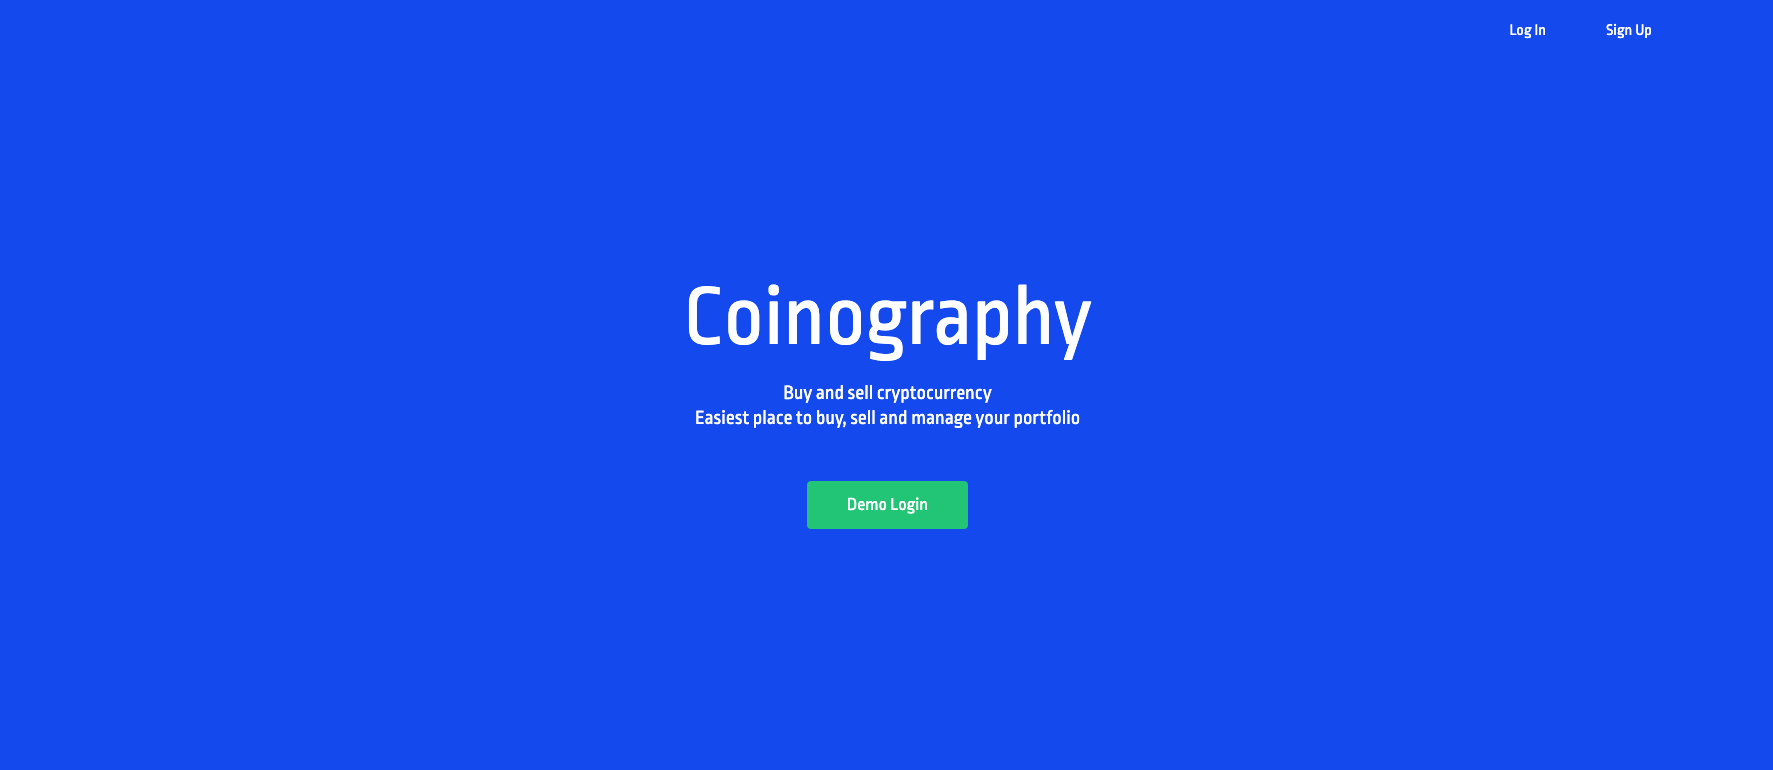 Log In Sign Up
Coinography
Buy and sell cryptocurrency
Easiest place to buy, sell and manage your portfolio
Demo Login